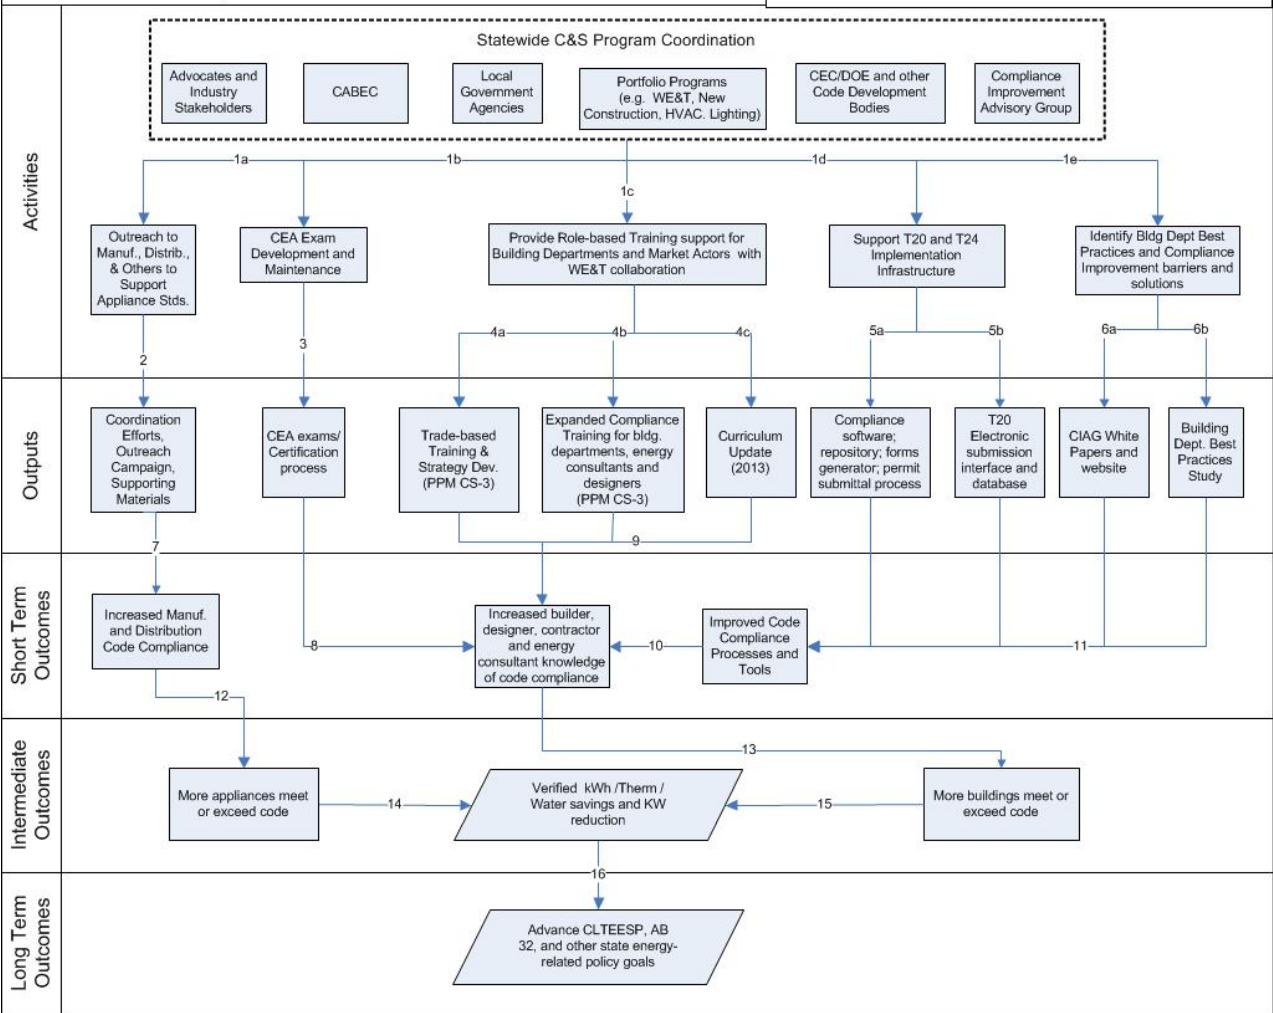 Statewide C&S Program Coordination
Advocates and
Industry
Stakeholders
CABEC
Local
Government
Agencies
Portfolio Programs
(e.g. WE&T, New
Construction, HVAC. Lighting)
CEC/DOE and other
Code Development
Bodies
Compliance
Improvement
Advisory Group
Activities
1a
1b
1c
1d
1e
Outreach to
Manuf., Distrib.,
& Others to
Support
Appliance Stds.
CEA Exam
Development and
Maintenance
Provide Role-based Training support for
Building Departments and Market Actors with
WE&T collaboration
Support T20 and T24
Implementation
Infrastructure
Identify Bldg Dept Best
Practices and Compliance
Improvement barriers and
solutions
2
3
4a
4b
4c
5a
5b
6a
6b
Outputs
Coordination
Efforts,
Outreach
Campaign,
Supporting
Materials
CEA exams/
Certification
process
Trade-based
Training &
Strategy Dev.
(PPM CS-3)
Expanded Compliance
Training for bldg.
departments, energy
consultants and
designers
(PPM CS-3)
Curriculum
Update
(2013)
Compliance
software;
repository; forms
generator; permit
submittal process
T20
Electronic
submission
interface and
database
CIAG White
Papers and
website
Building
Dept. Best
Practices
Study
7
9
Short Term
Outcomes
Increased Manuf.
and Distribution
Code Compliance
8
Increased builder,
designer, contractor
and energy
consultant knowledge
of code compliance
10
Improved Code
Compliance
Processes and
Tools
11
12
13
Intermediate
Outcomes
More appliances meet
or exceed code
14
Verified kWh /Therm /
Water savings and KW
reduction
15
More buildings meet or
exceed code
16
Long Term
Outcomes
Advance CLTEESP, AB
32, and other state energy-
related policy goals